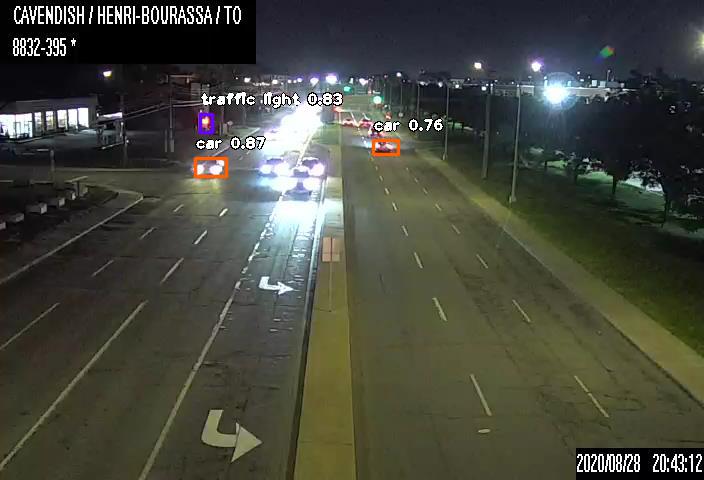 CAVENDISH / HENRI-BOURASSA / TO
8832-395 *
traffic light 0.83
car 0.76
car 0.87
2020/08/28 20:43:12